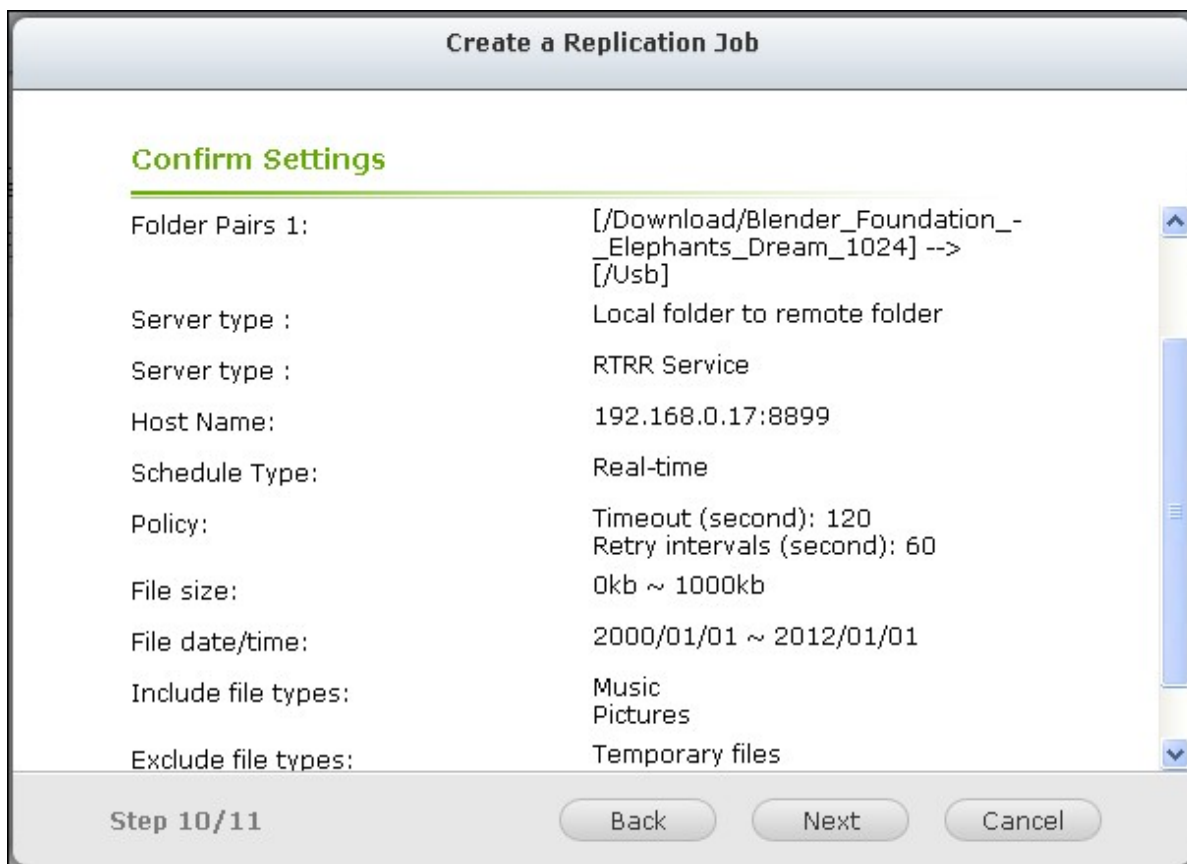 Create a Replication Job
Confirm Settings
Folder Pairs 1:
[/Download/Blender_Foundation_-
_Elephants_Dream_1024] -->
[/Usb]
Server type :
Local folder to remote folder
Server type :
RTRR Service
Host Name:
192.168.0.17:8899
Schedule Type:
Real-time
Policy:
Timeout (second): 120
Retry intervals (second): 60
File size:
0kb ~ 1000kb
File date/time:
2000/01/01 ~ 2012/01/01
Include file types:
Music
Pictures
Exclude file types:
Temporary files
Step 10/11
Back
Next
Cancel